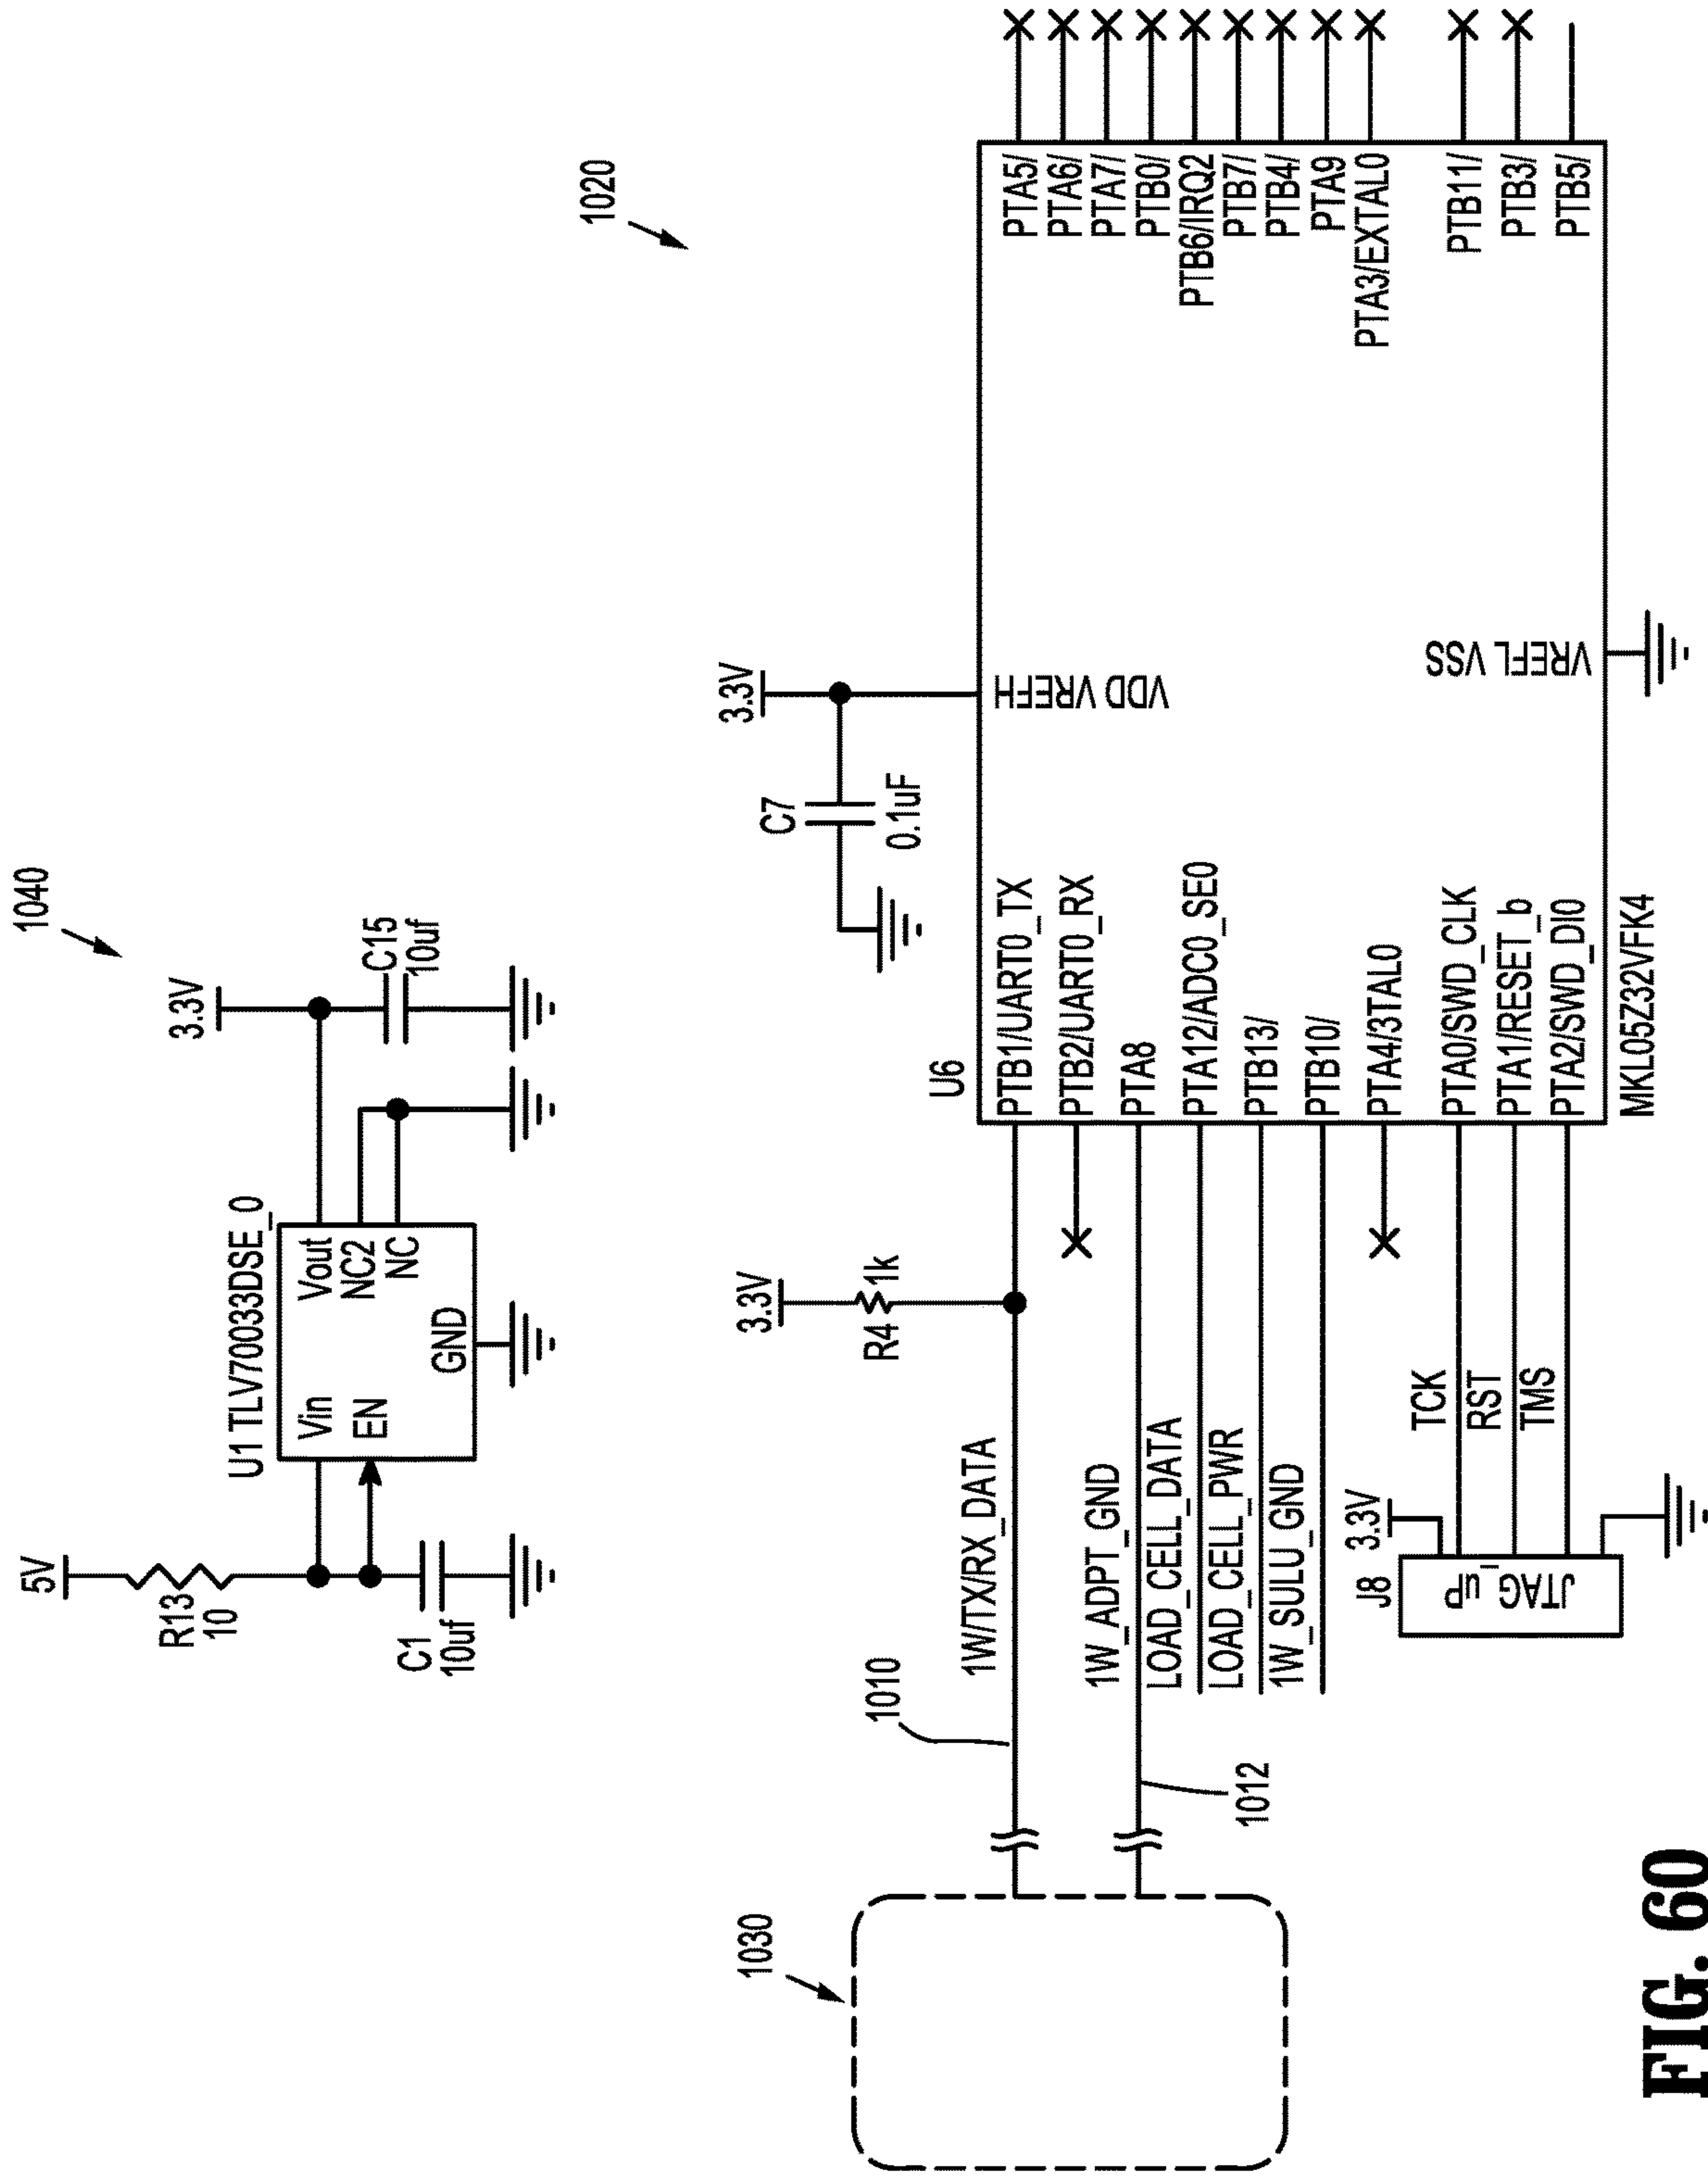 1040
5V
R13
10
C1
10uf
U1 TLV70033DSE_0
Vin
EN
Vout
NC2
NC
GND
3.3V
C15
10uf
1020
3.3V
C7
0.1uF
U6
VDD VREFH
VREFL VSS
PTB1/UART0_TX
PTB2/UART0_RX
PTA8
PTA12/ADC0_SE0
PTB13/
PTB10/
PTA4/3TAL0
PTA0/SWD_CLK
PTA1/RESET_b
PTA2/SWD_DI0
MKL05Z32VFK4
PTA5/
PTA6/
PTA7/
PTB0/
PTB6/IRQ2
PTB7/
PTB4/
PTA9
PTA3/EXTAL0
PTB11/
PTB3/
PTB5/
3.3V
R4
1k
1W/TX/RX_DATA
1W_ADPT_GND
LOAD_CELL_DATA
LOAD_CELL_PWR
1W_SULU_GND
1010
1012
1030
3.3V
J8
JTAG_uP
TCK
RST
TMS
FIG. 60